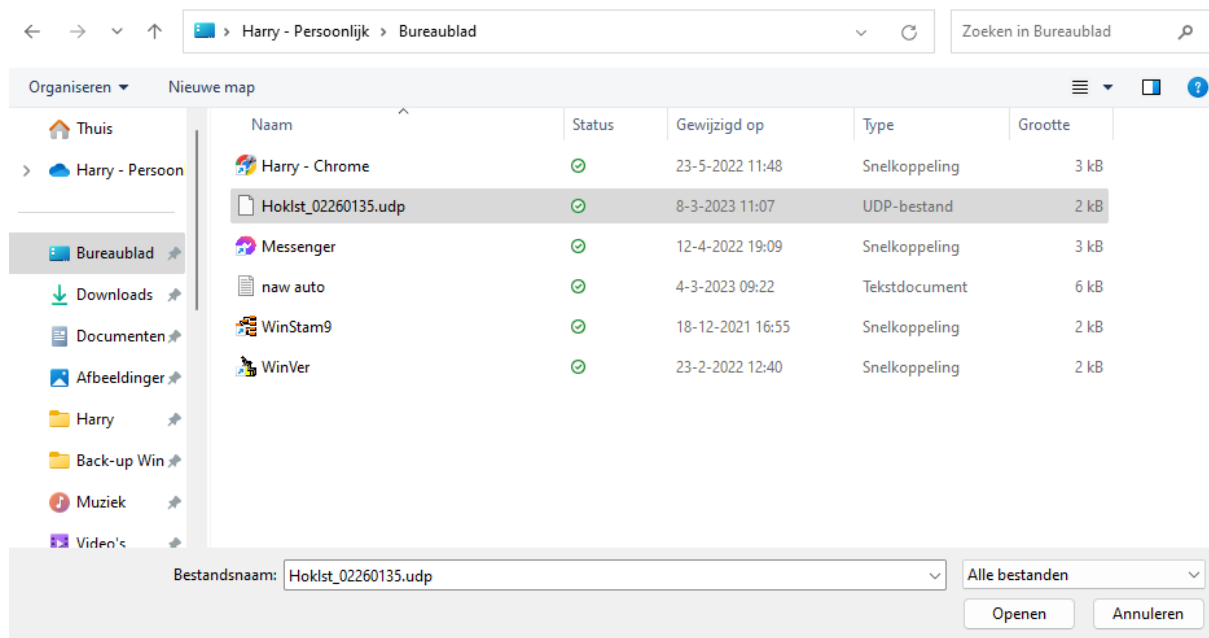 Harry - Persoonlijk > Bureaublad
Zoeken in Bureaublad
Organiseren
Nieuwe map
?
Thuis
Harry - Persoonl
Bureaublad
Downloads
Documenten
Afbeeldinger
Harry
Back-up Win
Muziek
Video's
Naam Status Gewijzigd op Type Grootte
Harry - Chrome 23-5-2022 11:48 Snelkoppeling 3 kB
Hoklst_02260135.udp 8-3-2023 11:07 UDP-bestand 2 kB
Messenger 12-4-2022 19:09 Snelkoppeling 3 kB
naw auto 4-3-2023 09:22 Tekstdocument 6 kB
WinStam9 18-12-2021 16:55 Snelkoppeling 2 kB
WinVer 23-2-2022 12:40 Snelkoppeling 2 kB
Bestandsnaam: Hoklst_02260135.udp
Alle bestanden
Openen
Annuleren